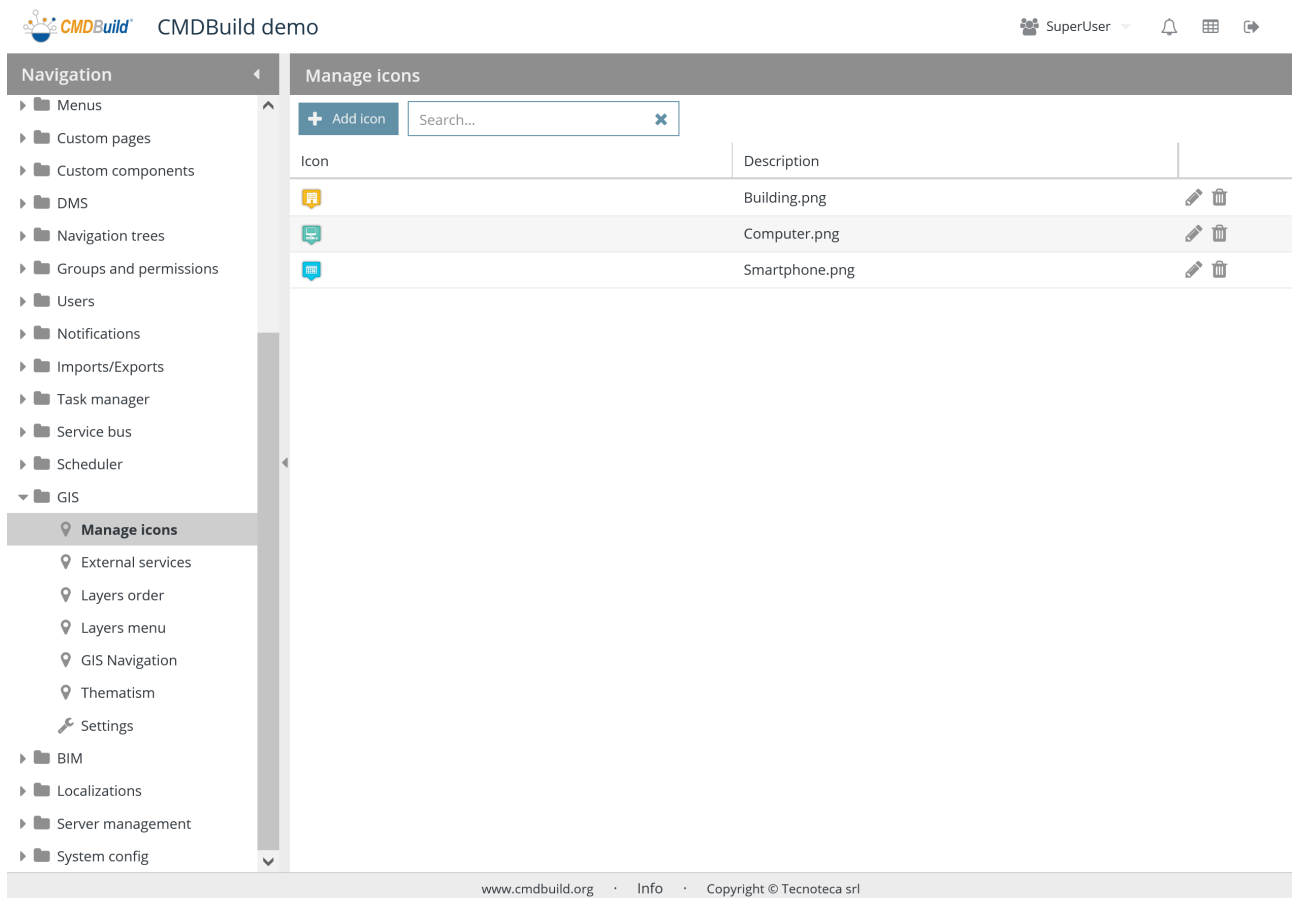 CMDBuild CMDBuild demo SuperUser
Navigation
Menus
Custom pages
Custom components
DMS
Navigation trees
Groups and permissions
Users
Notifications
Imports/Exports
Task manager
Service bus
Scheduler
GIS
Manage icons
External services
Layers order
Layers menu
GIS Navigation
Thematism
Settings
BIM
Localizations
Server management
System config
Manage icons
Add icon Search...
Icon Description
Building.png
Computer.png
Smartphone.png
www.cmdbuild.org · Info · Copyright © Tecnoteca srl